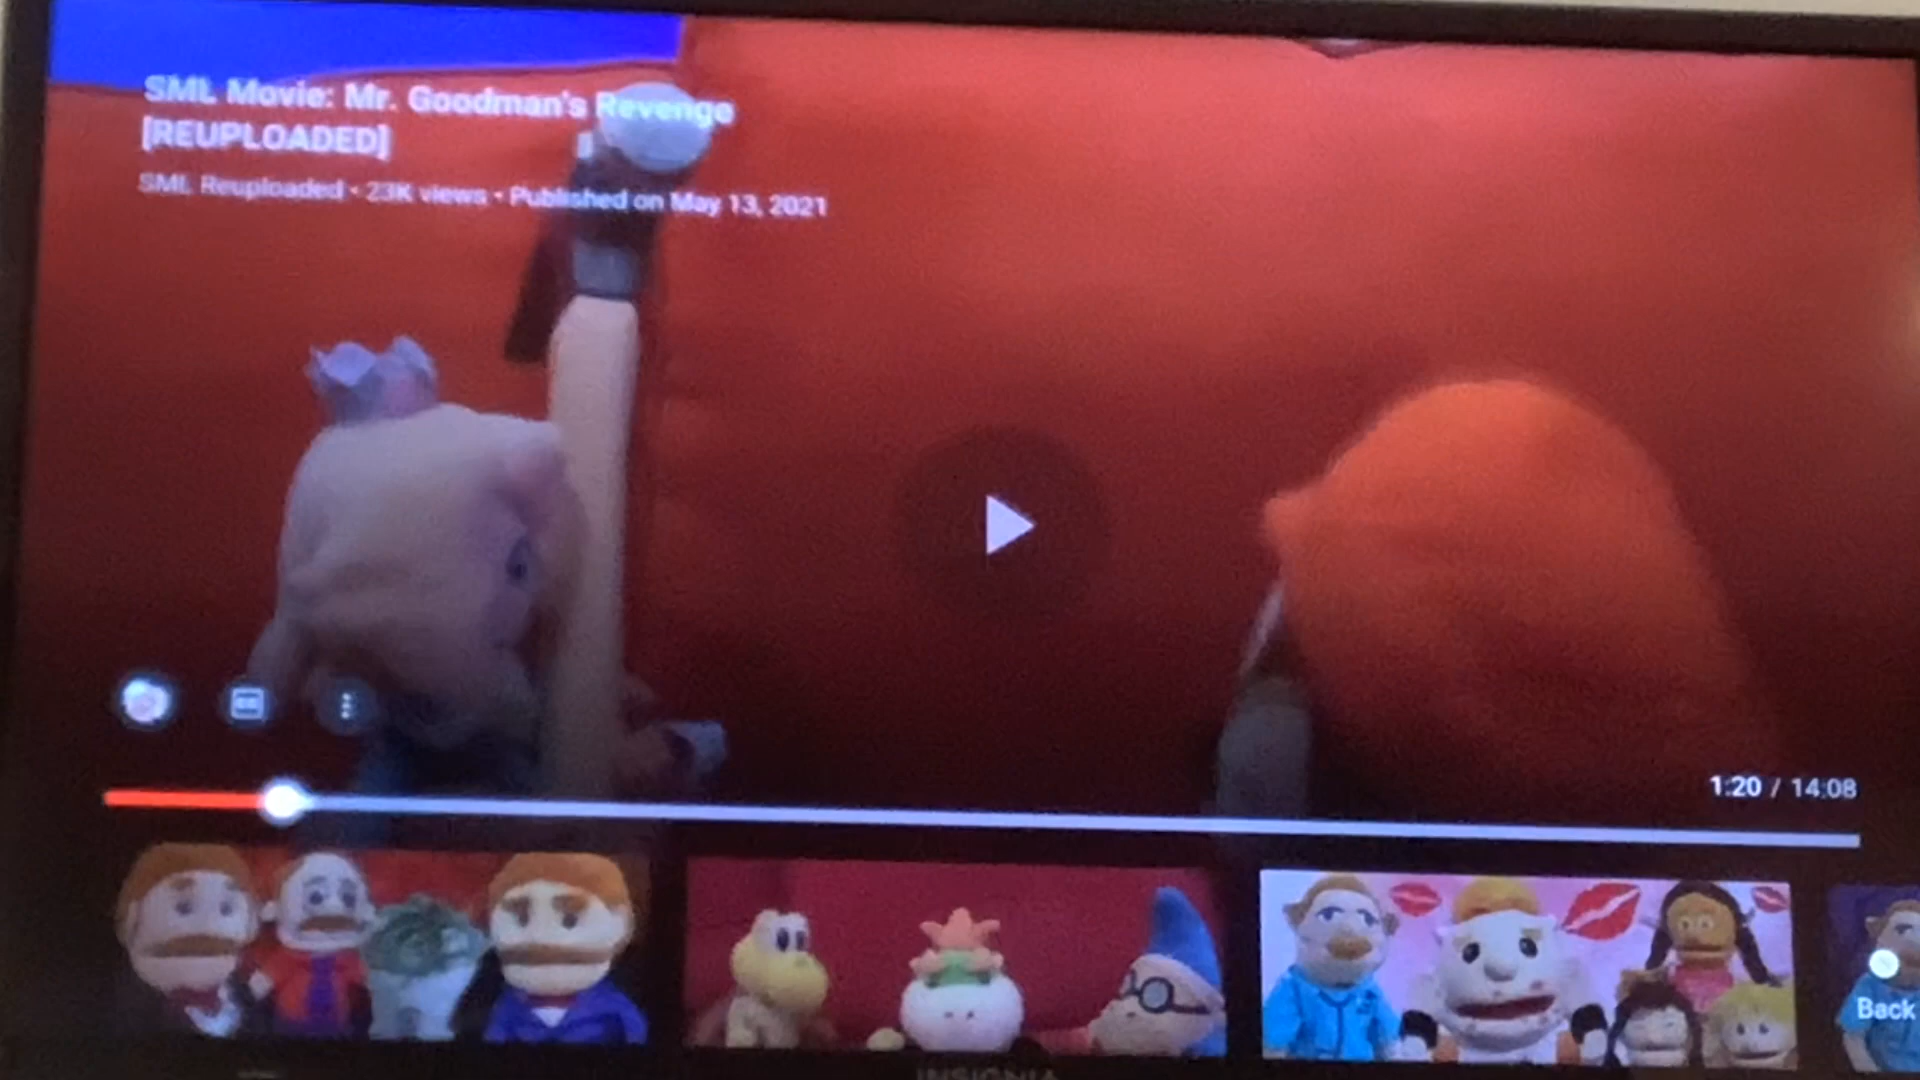 SML Movie: Mr. Goodman's Revenge
[REUPLOADED]
SML Reuploaded • 23K views • Published on May 13, 2021
1:20 / 14:08
Back
INSIGNIA